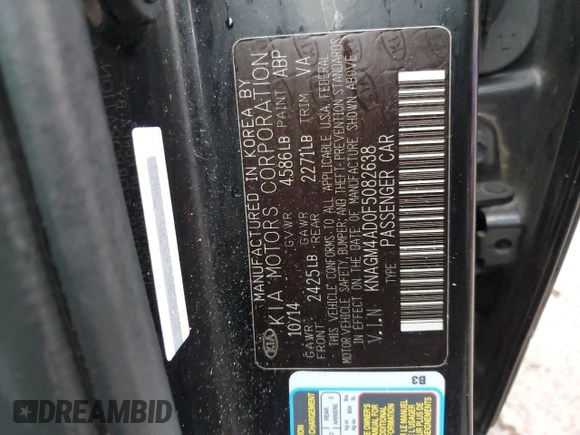 MANUFACTURED IN KOREA BY
KIA MOTORS CORPORATION
10/14 GVWR 4586LB PAINT ABP
GAWR FRONT 2425LB GAWR REAR 2271LB TRIM VA
THIS VEHICLE CONFORMS TO ALL APPLICABLE U.S.A. FEDERAL
MOTOR VEHICLE SAFETY, BUMPER, AND THEFT-PREVENTION STANDARDS
IN EFFECT ON THE DATE OF MANUFACTURE SHOWN ABOVE.
V.I.N KNAGM4AD0F5082638
TYPE : PASSENGER CAR
KIA
B3
REAR
DREAMBID